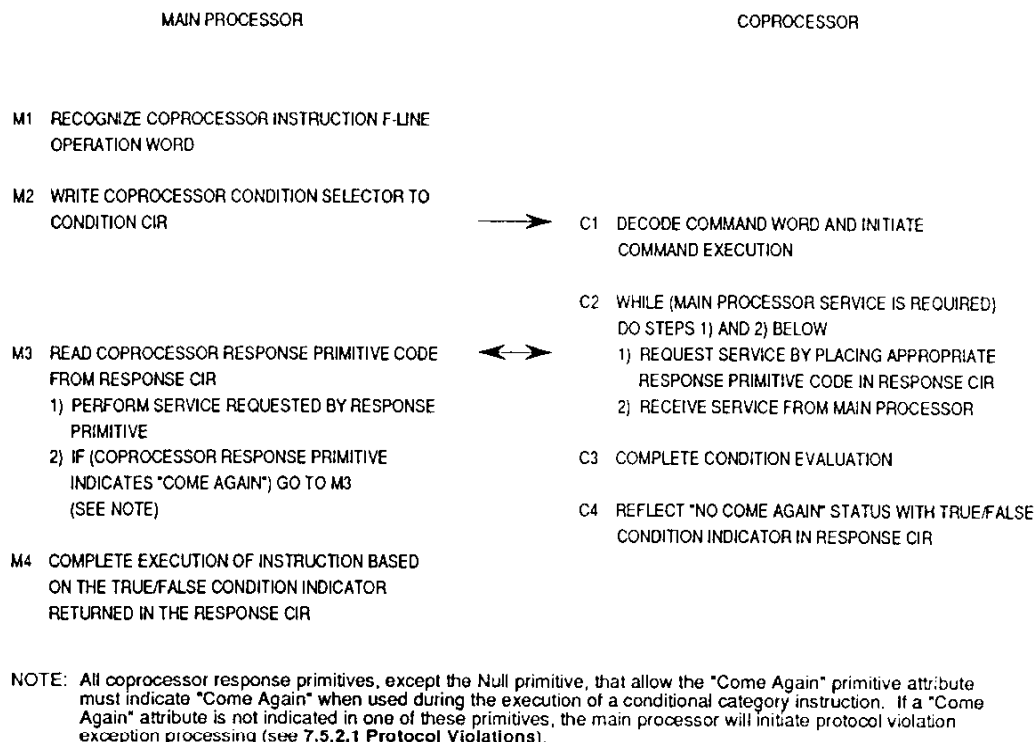 MAIN PROCESSOR
COPROCESSOR
M1 RECOGNIZE COPROCESSOR INSTRUCTION F-LINE
OPERATION WORD
M2 WRITE COPROCESSOR CONDITION SELECTOR TO
CONDITION CIR
C1 DECODE COMMAND WORD AND INITIATE
COMMAND EXECUTION
C2 WHILE (MAIN PROCESSOR SERVICE IS REQUIRED)
DO STEPS 1) AND 2) BELOW
1) REQUEST SERVICE BY PLACING APPROPRIATE
RESPONSE PRIMITIVE CODE IN RESPONSE CIR
2) RECEIVE SERVICE FROM MAIN PROCESSOR
M3 READ COPROCESSOR RESPONSE PRIMITIVE CODE
FROM RESPONSE CIR
1) PERFORM SERVICE REQUESTED BY RESPONSE
PRIMITIVE
2) IF (COPROCESSOR RESPONSE PRIMITIVE
INDICATES "COME AGAIN") GO TO M3
(SEE NOTE)
C3 COMPLETE CONDITION EVALUATION
C4 REFLECT "NO COME AGAIN" STATUS WITH TRUE/FALSE
CONDITION INDICATOR IN RESPONSE CIR
M4 COMPLETE EXECUTION OF INSTRUCTION BASED
ON THE TRUE/FALSE CONDITION INDICATOR
RETURNED IN THE RESPONSE CIR
NOTE: All coprocessor response primitives, except the Null primitive, that allow the "Come Again" primitive attribute
must indicate "Come Again" when used during the execution of a conditional category instruction. If a "Come
Again" attribute is not indicated in one of these primitives, the main processor will initiate protocol violation
exception processing (see 7.5.2.1 Protocol Violations).